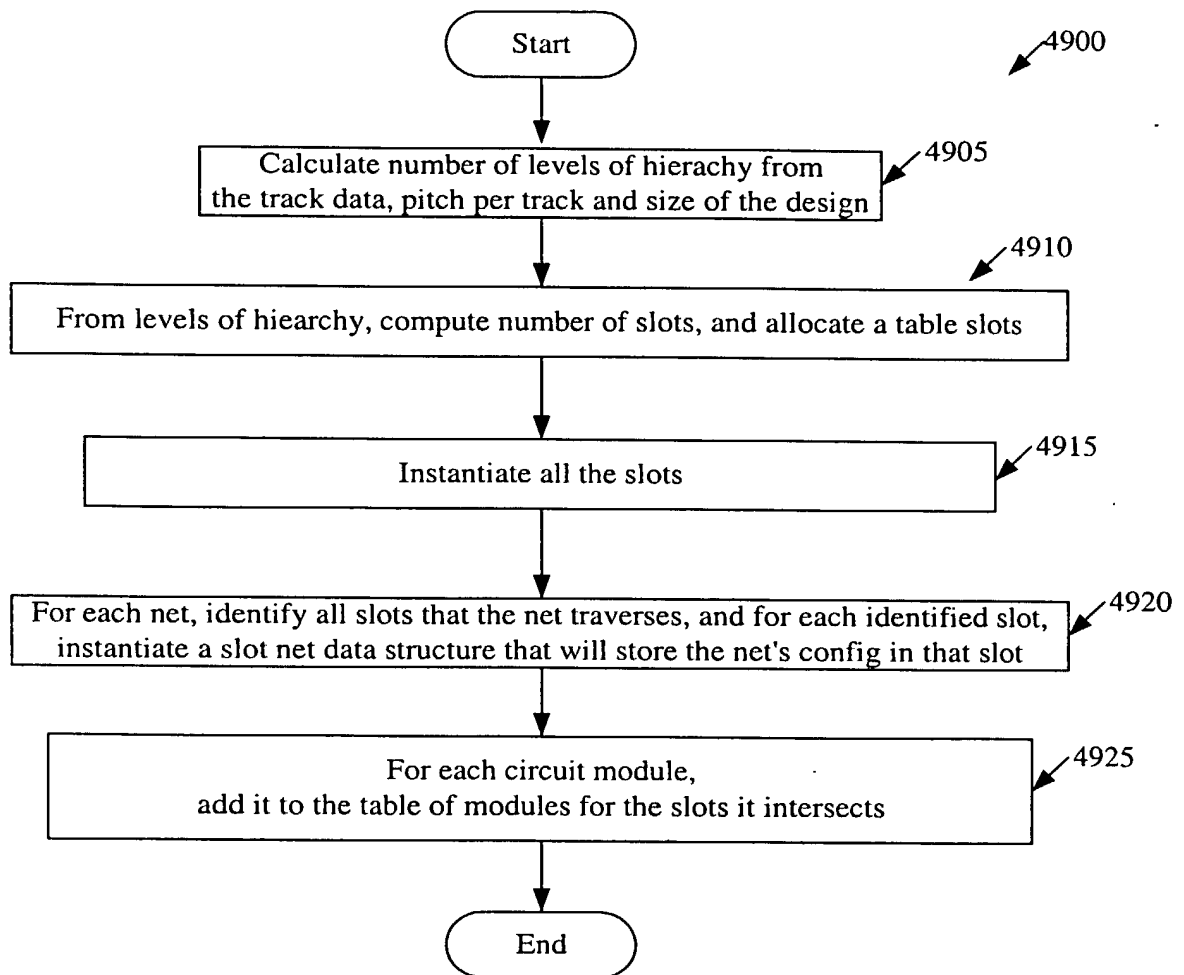 Start
4900
4905
Calculate number of levels of hierachy from
the track data, pitch per track and size of the design
4910
From levels of hiearchy, compute number of slots, and allocate a table slots
4915
Instantiate all the slots
4920
For each net, identify all slots that the net traverses, and for each identified slot,
instantiate a slot net data structure that will store the net's config in that slot
4925
For each circuit module,
add it to the table of modules for the slots it intersects
End